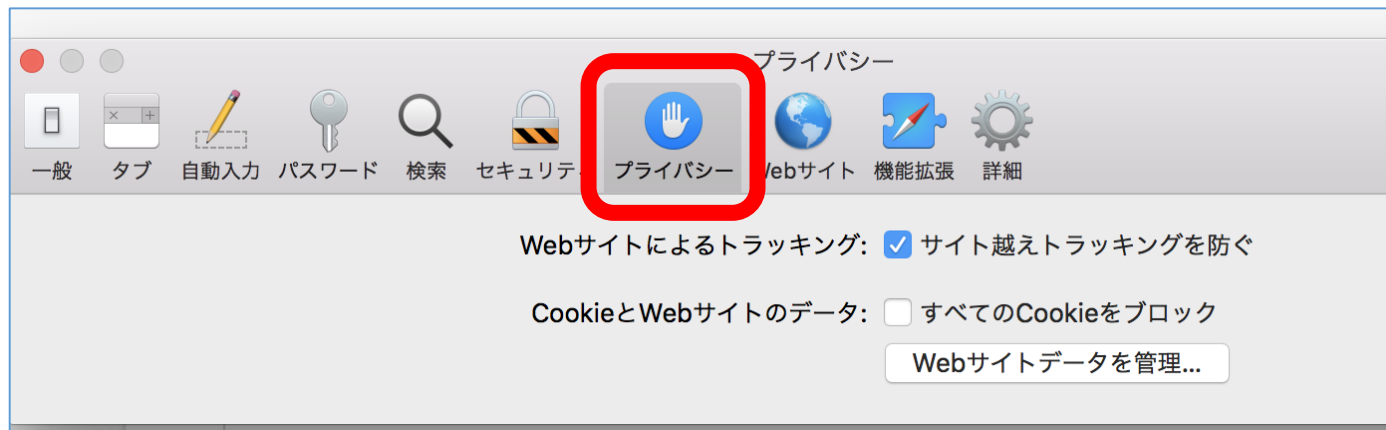 プライバシー
一般 タブ 自動入力 パスワード 検索 セキュリテ プライバシー ebサイト 機能拡張 詳細
Webサイトによるトラッキング: サイト越えトラッキングを防ぐ
CookieとWebサイトのデータ: すべてのCookieをブロック
Webサイトデータを管理...